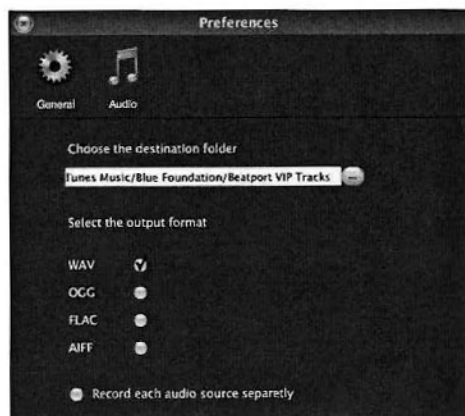 Preferences
General Audio
Choose the destination folder
Tunes Music/Blue Foundation/Beatport VIP Tracks ...
Select the output format
WAV
OGG
FLAC
AIFF
Record each audio source separetly